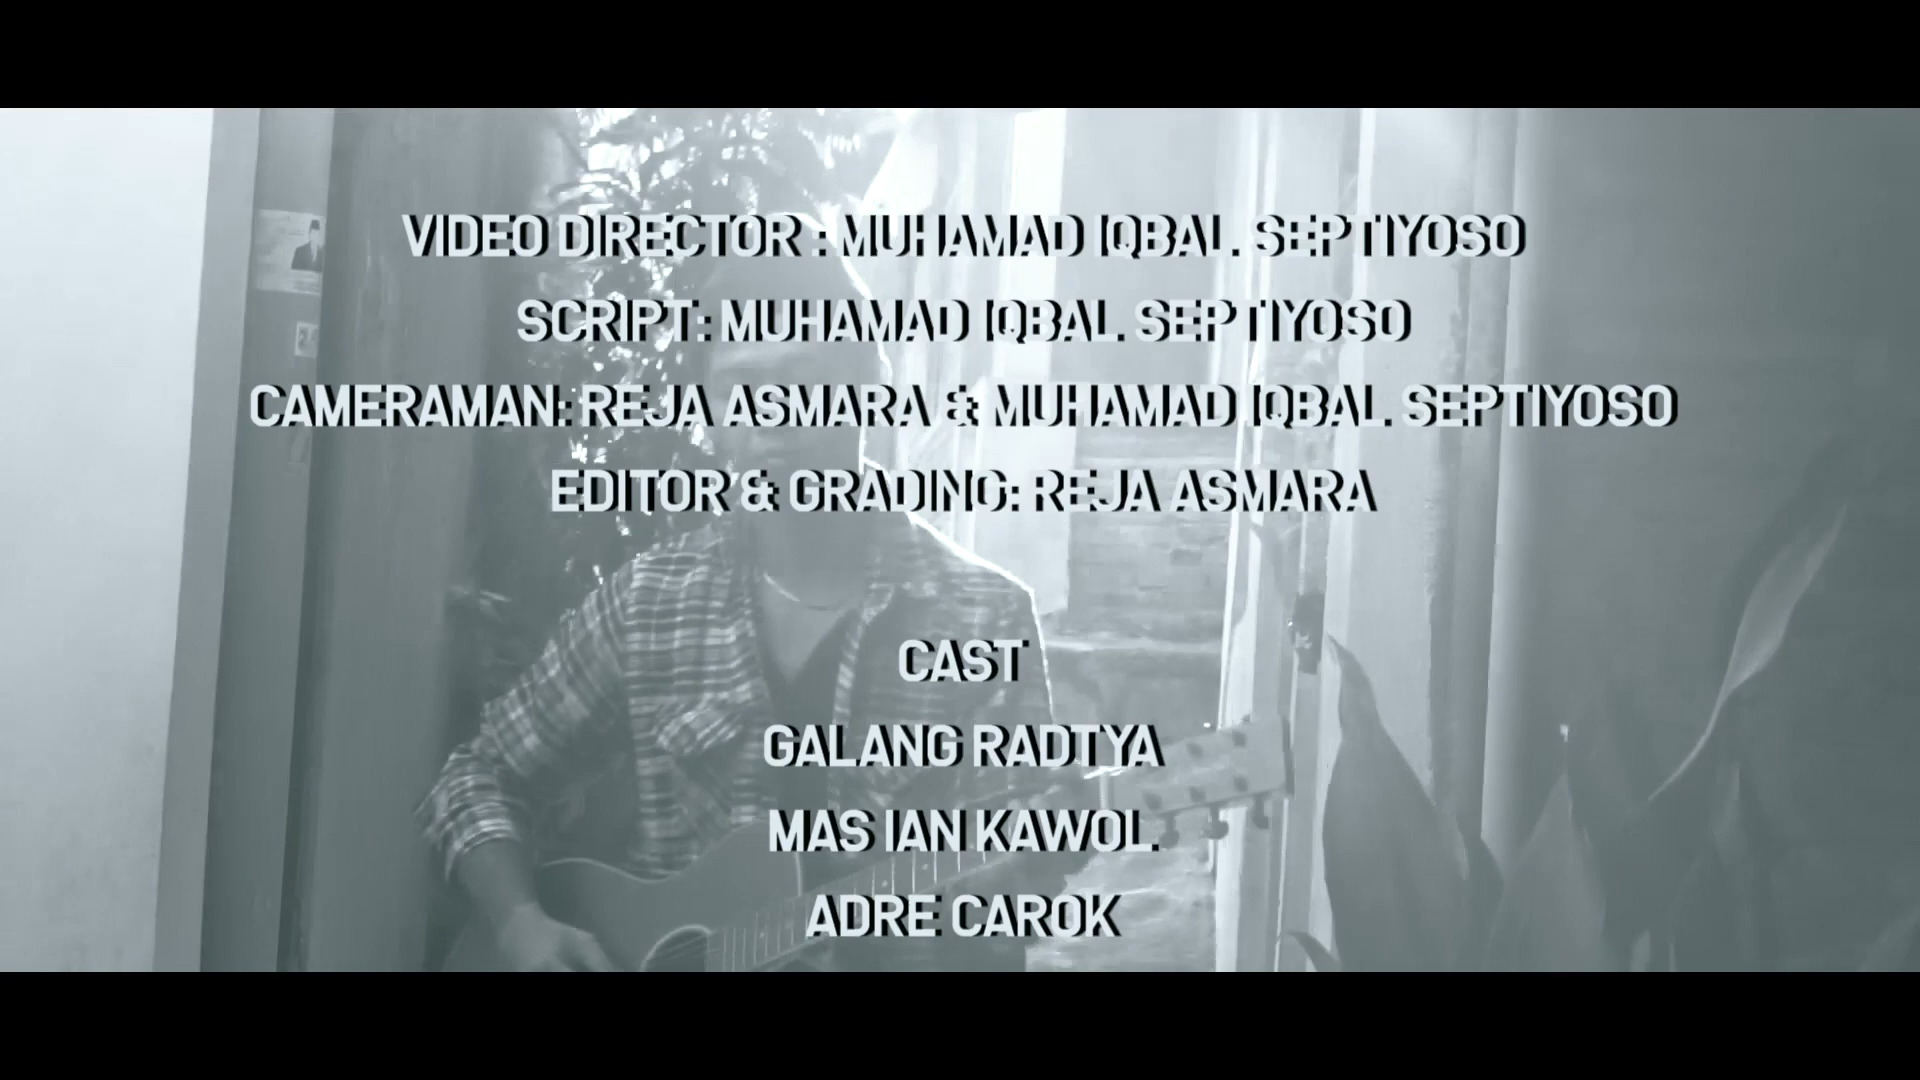 VIDEO DIRECTOR : MUHAMAD IQBAL SEPTIYOSO
SCRIPT: MUHAMAD IQBAL SEPTIYOSO
CAMERAMAN: REJA ASMARA & MUHAMAD IQBAL SEPTIYOSO
EDITOR & GRADING: REJA ASMARA
CAST
GALANG RADTYA
MAS IAN KAWOL
ADRE CAROK